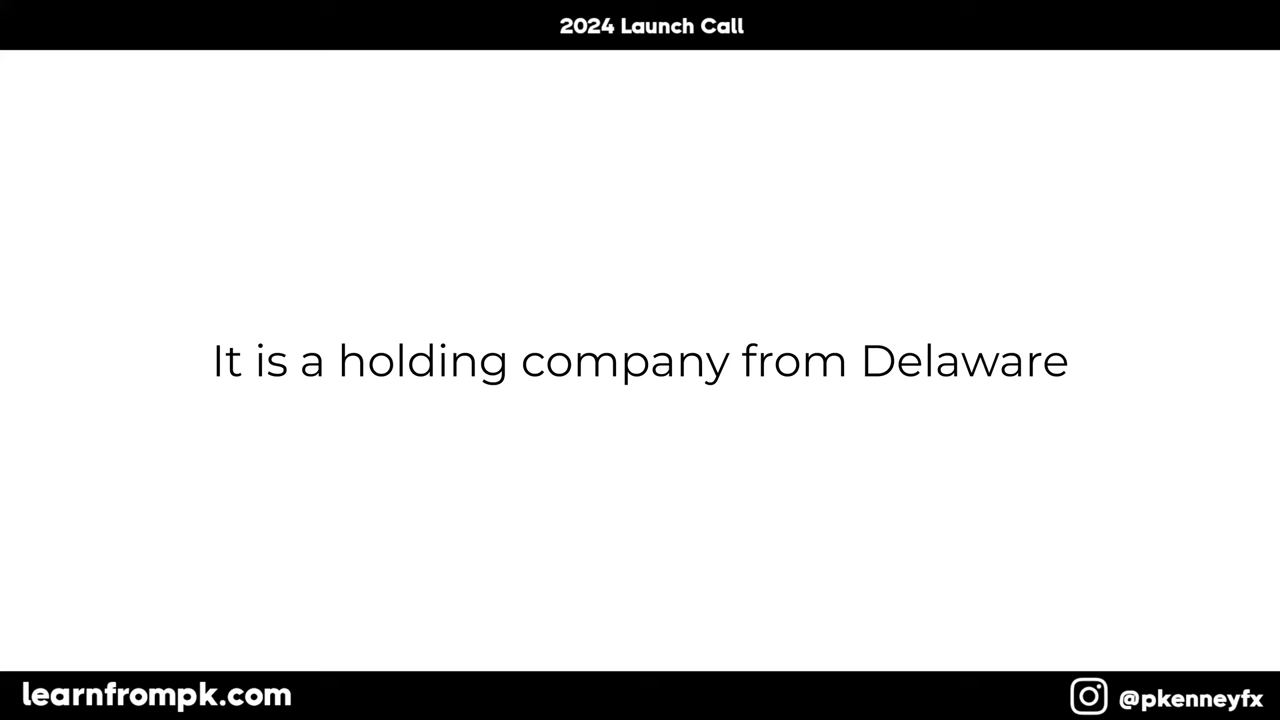 2024 Launch Call
It is a holding company from Delaware
learnfrompk.com
@pkenneyfx